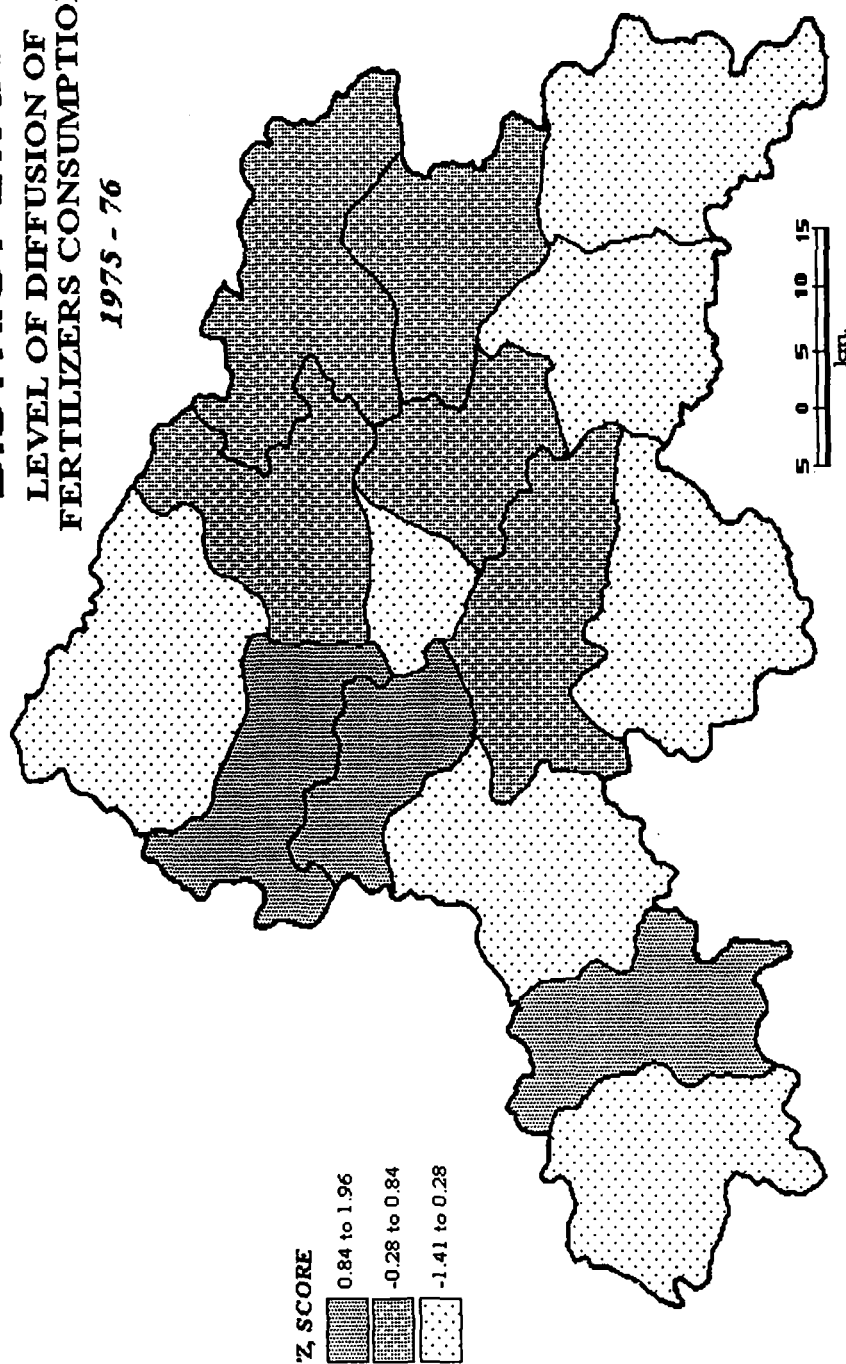 LEVEL OF DIFFUSION OF
FERTILIZERS CONSUMPTIO
1975 - 76
'Z, SCORE
0.84 to 1.96
-0.28 to 0.84
-1.41 to 0.28
5 0 5 10 15
km.